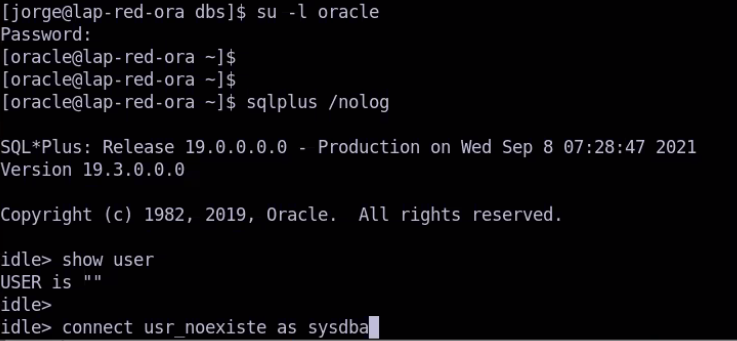 [jorge@lap-red-ora dbs]$ su -l oracle
Password:
[oracle@lap-red-ora ~]$
[oracle@lap-red-ora ~]$
[oracle@lap-red-ora ~]$ sqlplus /nolog
SQL*Plus: Release 19.0.0.0.0 - Production on Wed Sep 8 07:28:47 2021
Version 19.3.0.0.0
Copyright (c) 1982, 2019, Oracle.  All rights reserved.
idle> show user
USER is ""
idle>
idle> connect usr_noexiste as sysdba